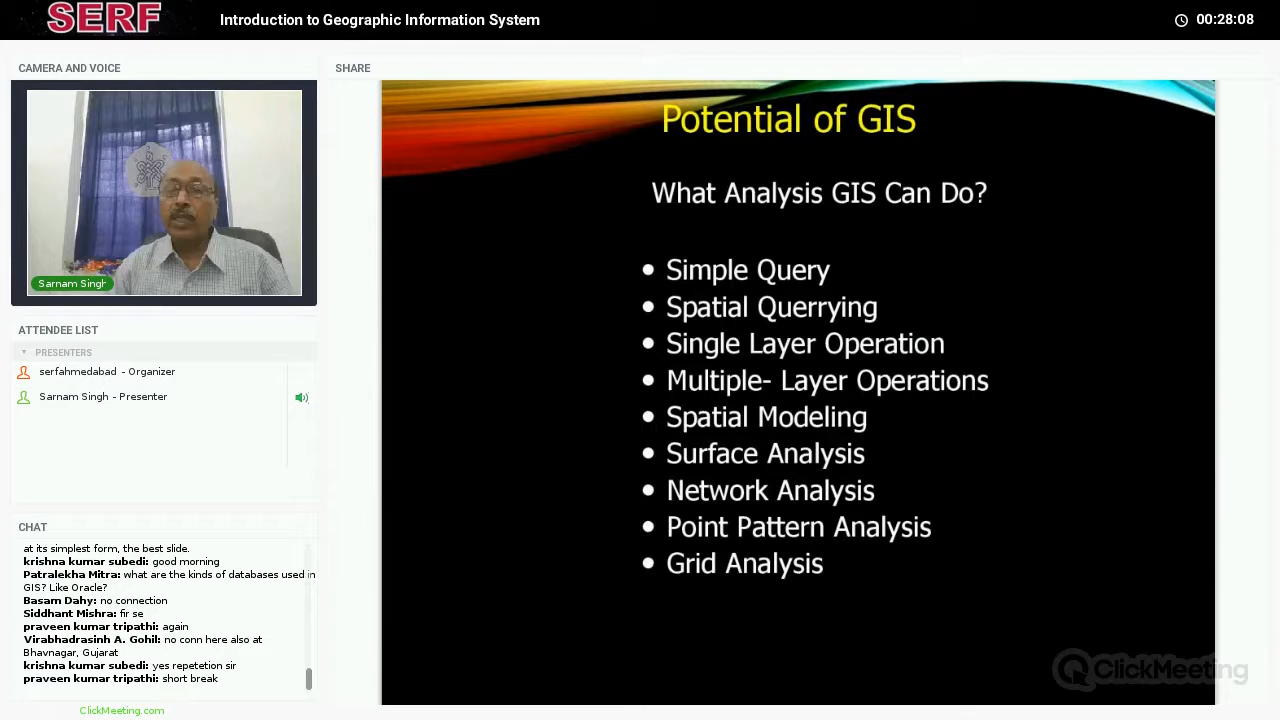 SERF
Introduction to Geographic Information System
00:28:08
CAMERA AND VOICE
SHARE
Sarnam Singh
ATTENDEE LIST
PRESENTERS
serfahmedabad - Organizer
Sarnam Singh - Presenter
CHAT
at its simplest form, the best slide.
krishna kumar subedi: good morning
Patralekha Mitra: what are the kinds of databases used in
GIS? Like Oracle?
Basam Dahy: no connection
Siddhant Mishra: fir se
praveen kumar tripathi: again
Virabhadrasinh A. Gohil: no conn here also at
Bhavnagar, Gujarat
krishna kumar subedi: yes repetetion sir
praveen kumar tripathi: short break
ClickMeeting.com
Potential of GIS
What Analysis GIS Can Do?
• Simple Query
• Spatial Querrying
• Single Layer Operation
• Multiple- Layer Operations
• Spatial Modeling
• Surface Analysis
• Network Analysis
• Point Pattern Analysis
• Grid Analysis
ClickMeeting